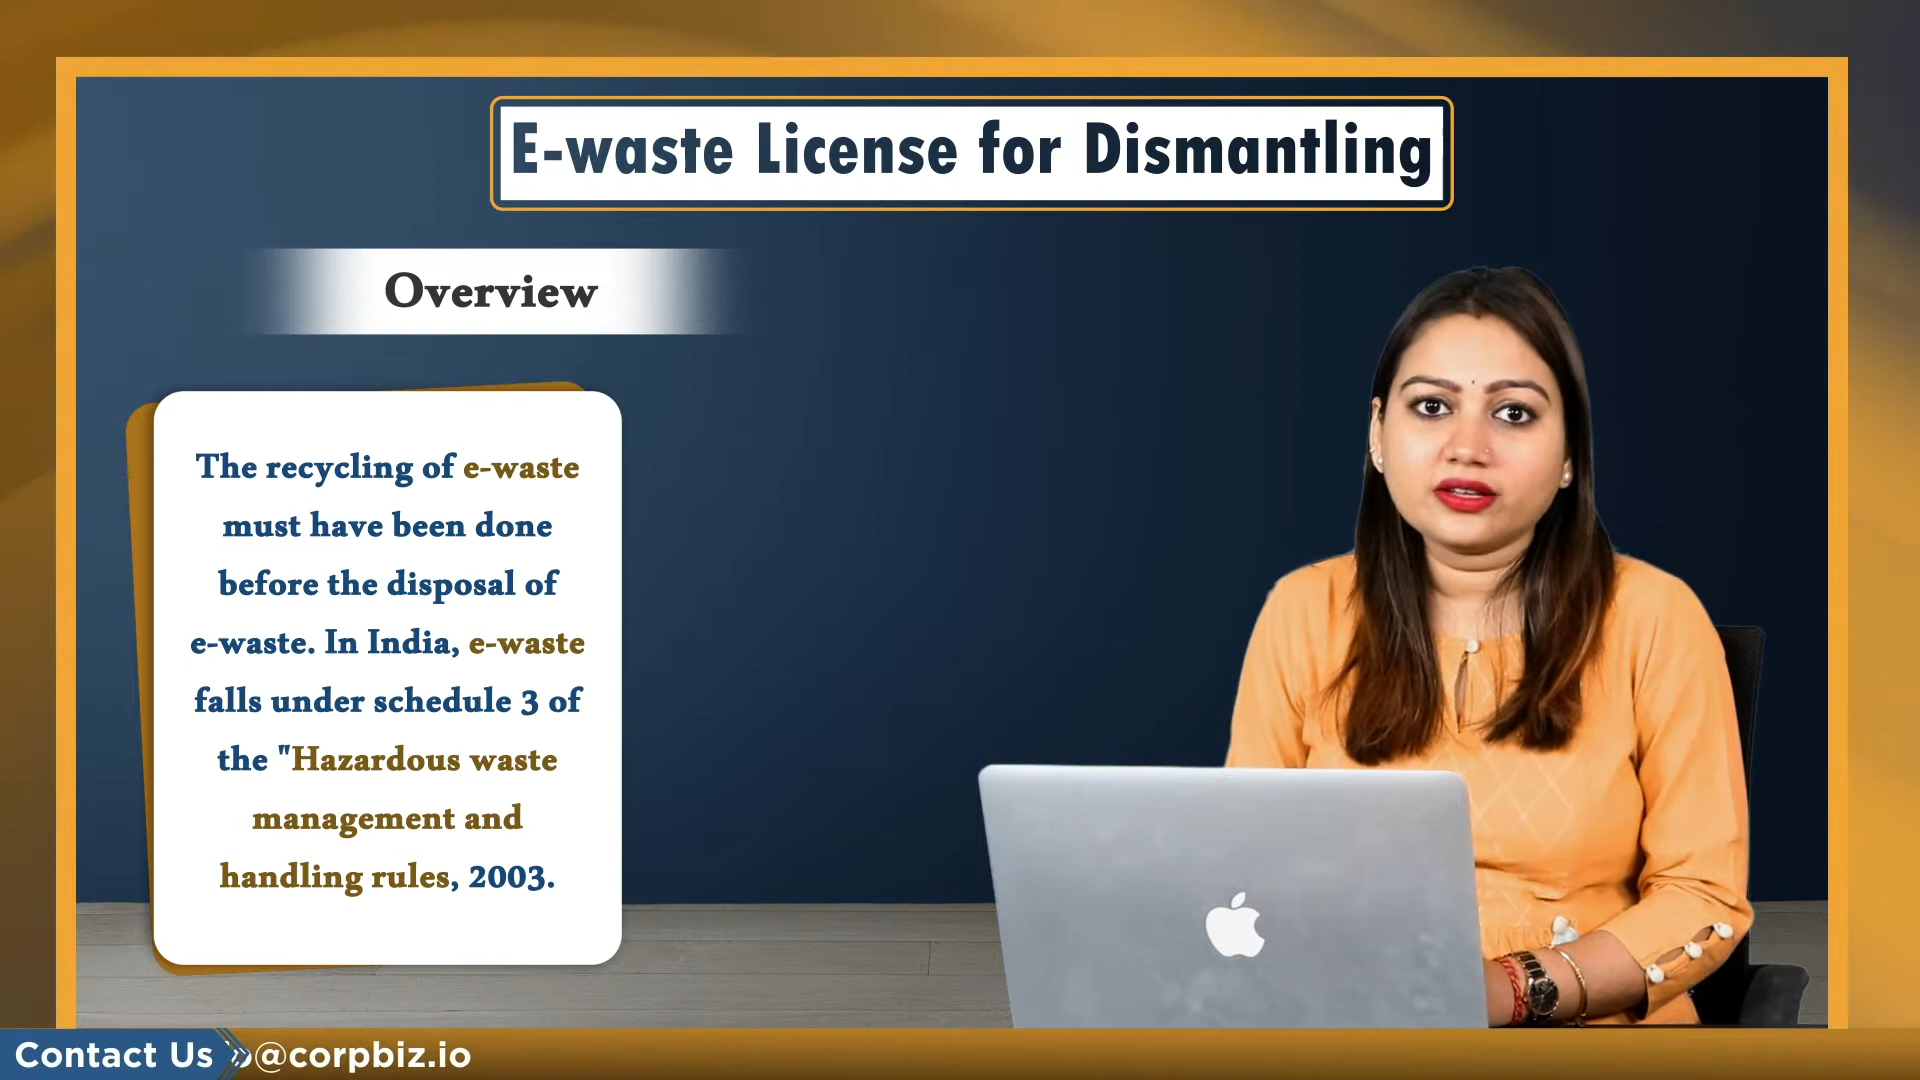 E-waste License for Dismantling
Overview
The recycling of e-waste
must have been done
before the disposal of
e-waste. In India, e-waste
falls under schedule 3 of
the "Hazardous waste
management and
handling rules, 2003.
Contact Us
@corpbiz.io